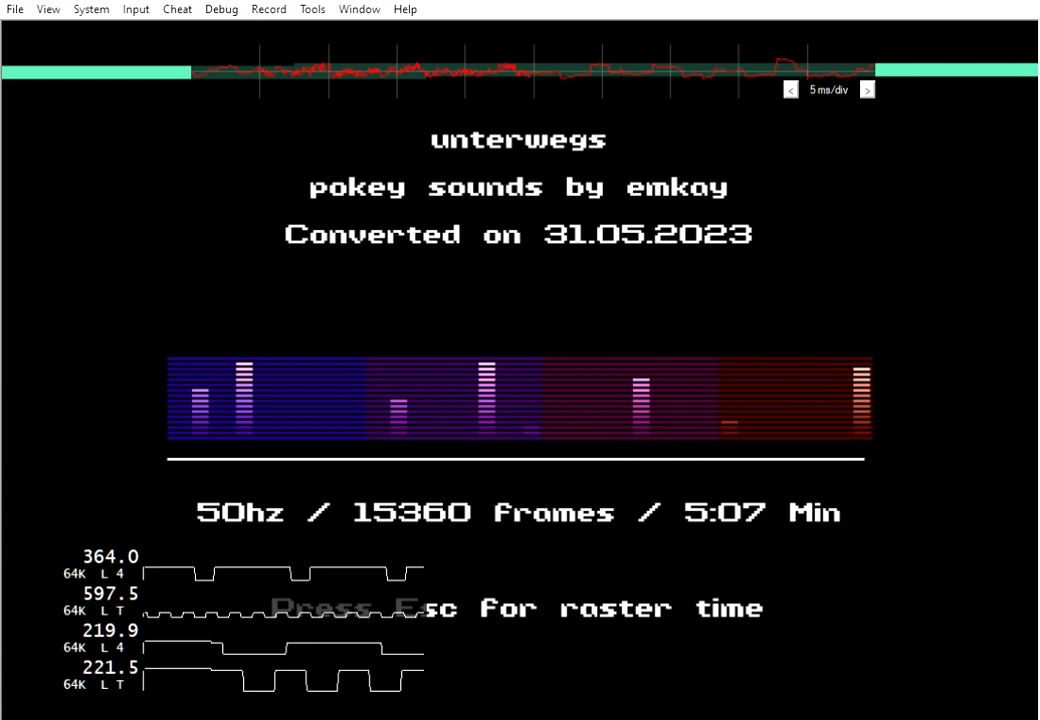 File View System Input Cheat Debug Record Tools Window Help
< 5 ms/div >
unterwegs
pokey sounds by emkay
Converted on 31.05.2023
50hz / 15360 frames / 5:07 Min
364.0
64K L 4
597.5
64K L T
Press Esc for raster time
219.9
64K L 4
221.5
64K L T